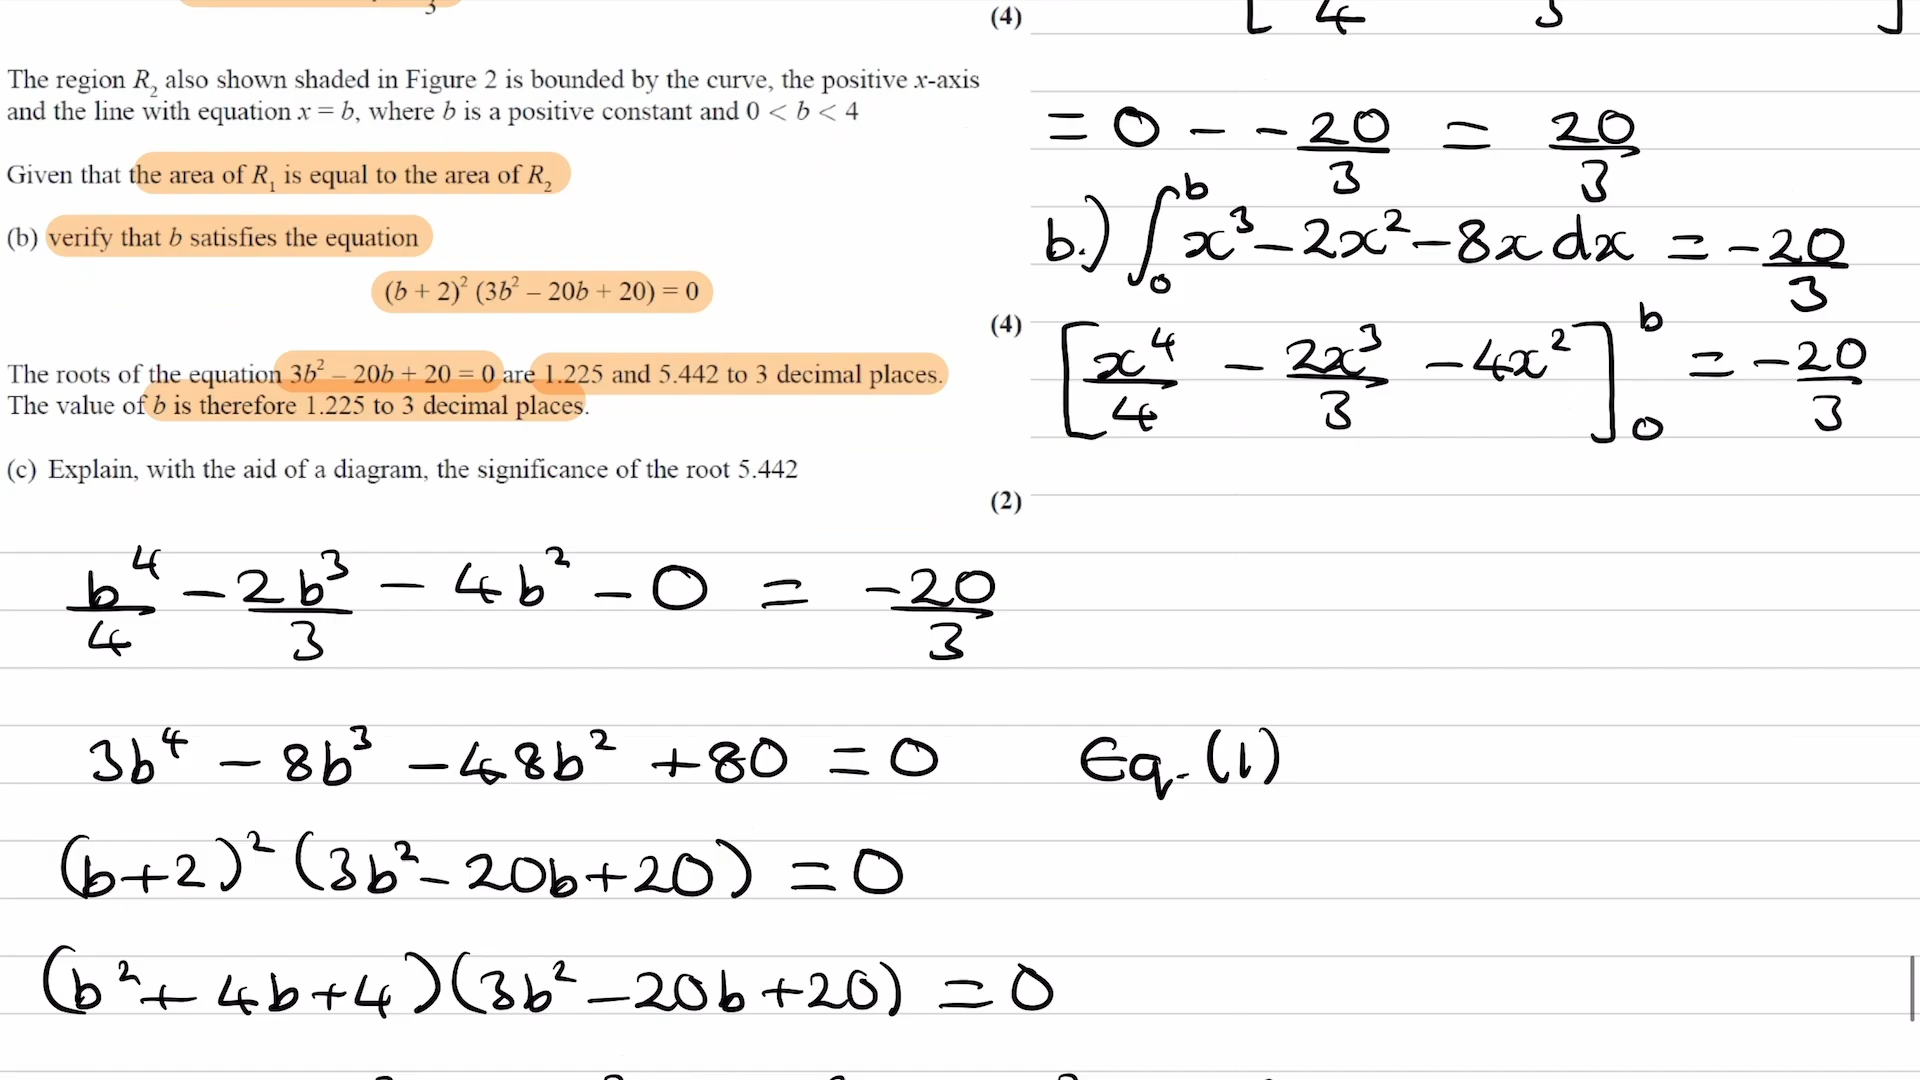 3
(4)
The region R₂ also shown shaded in Figure 2 is bounded by the curve, the positive x-axis
and the line with equation x = b, where b is a positive constant and 0 < b < 4
Given that the area of R₁ is equal to the area of R₂
(b) verify that b satisfies the equation
(b + 2)² (3b² – 20b + 20) = 0
(4)
The roots of the equation 3b² – 20b + 20 = 0 are 1.225 and 5.442 to 3 decimal places.
The value of b is therefore 1.225 to 3 decimal places.
(c) Explain, with the aid of a diagram, the significance of the root 5.442
(2)
[ 4 3 ]
= 0 - - 20/3 = 20/3
b.) ∫₀ᵇ x³ - 2x² - 8x dx = -20/3
[x⁴/4 - 2x³/3 - 4x²]₀ᵇ = -20/3
b⁴/4 - 2b³/3 - 4b² - 0 = -20/3
3b⁴ - 8b³ - 48b² + 80 = 0 Eq. (1)
(b+2)² (3b² - 20b + 20) = 0
(b² + 4b + 4)(3b² - 20b + 20) = 0